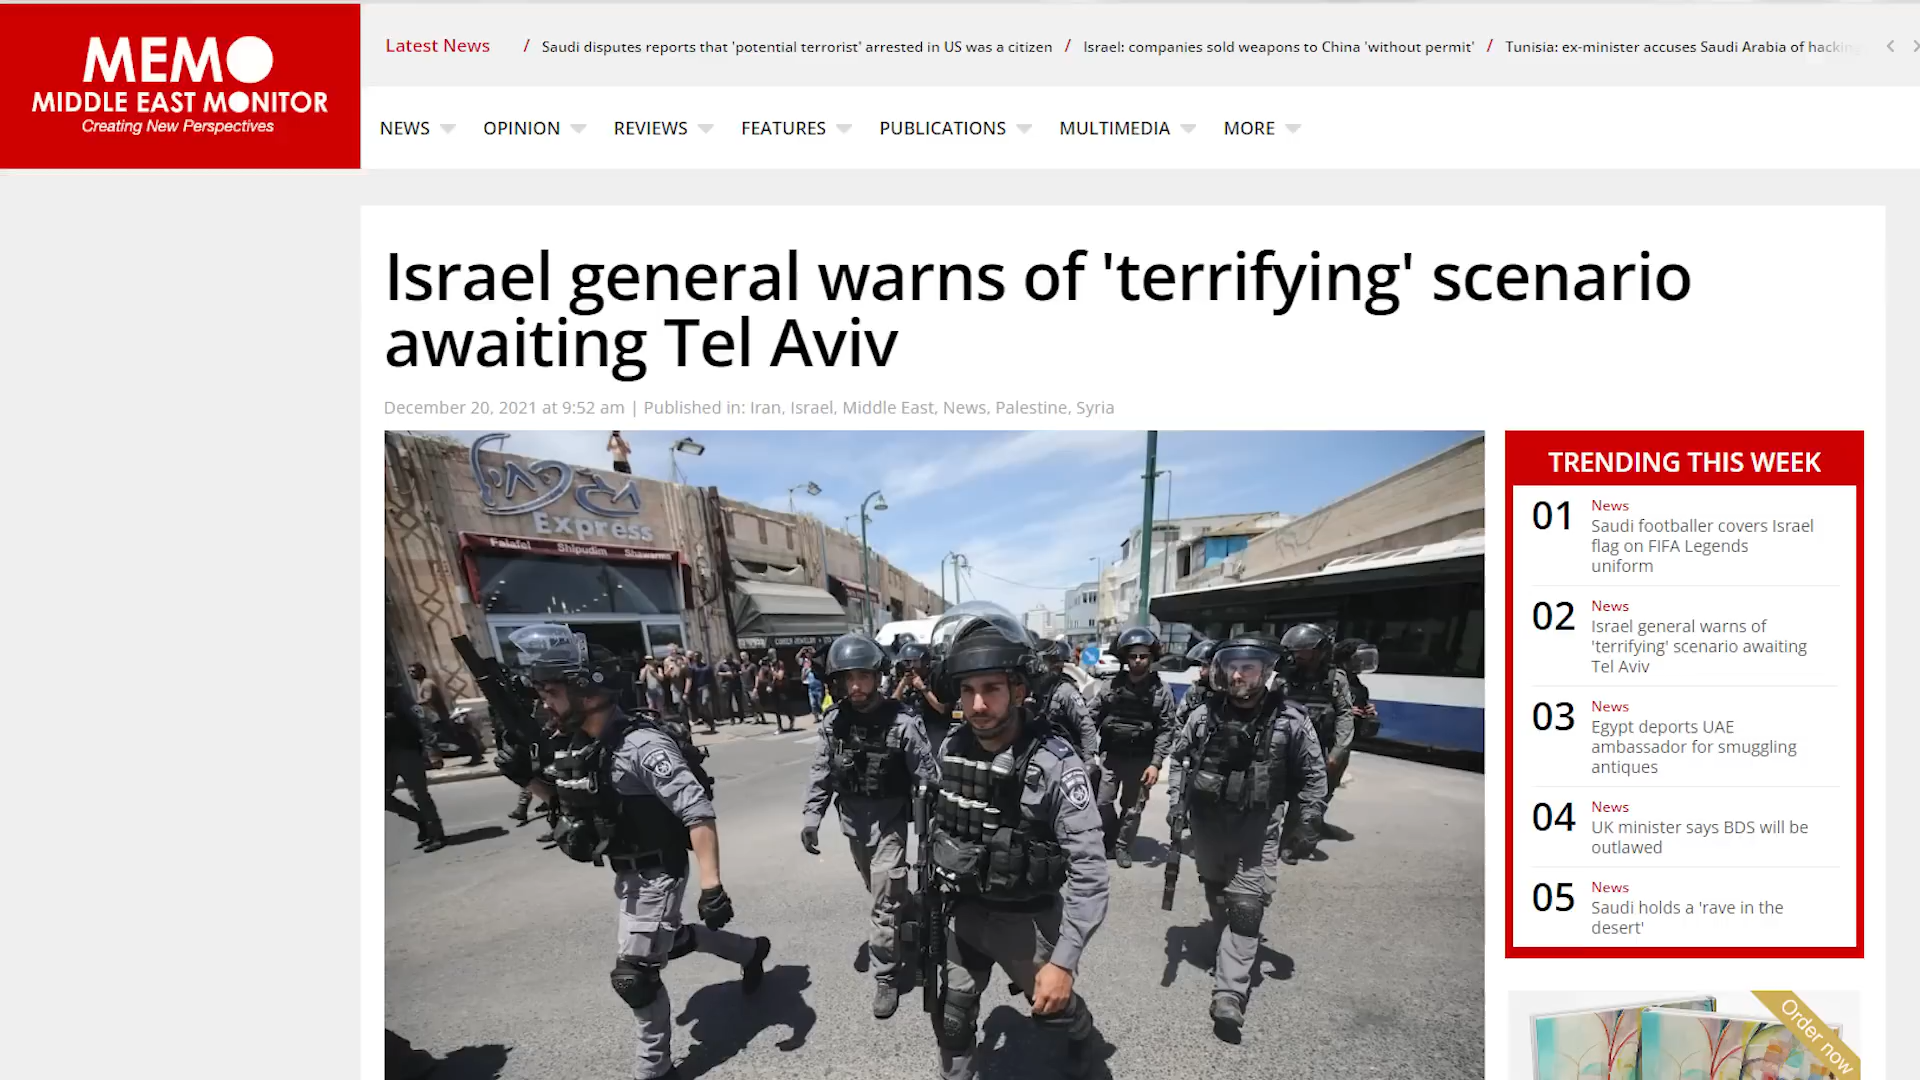 MEMO
MIDDLE EAST MONITOR
Creating New Perspectives
Latest News / Saudi disputes reports that 'potential terrorist' arrested in US was a citizen / Israel: companies sold weapons to China 'without permit' / Tunisia: ex-minister accuses Saudi Arabia of hacking
NEWS OPINION REVIEWS FEATURES PUBLICATIONS MULTIMEDIA MORE
Israel general warns of 'terrifying' scenario
awaiting Tel Aviv
December 20, 2021 at 9:52 am | Published in: Iran, Israel, Middle East, News, Palestine, Syria
Express
Falafel Shipudim Shawarma
TRENDING THIS WEEK
01 News
Saudi footballer covers Israel
flag on FIFA Legends
uniform
02 News
Israel general warns of
'terrifying' scenario awaiting
Tel Aviv
03 News
Egypt deports UAE
ambassador for smuggling
antiques
04 News
UK minister says BDS will be
outlawed
05 News
Saudi holds a 'rave in the
desert'
Order now